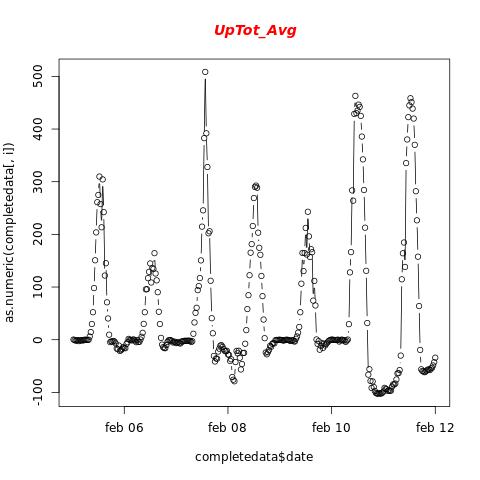 UpTot_Avg
500
400
300
200
100
0
-100
as.numeric(completedata[, i])
feb 06 feb 08 feb 10 feb 12
completedata$date